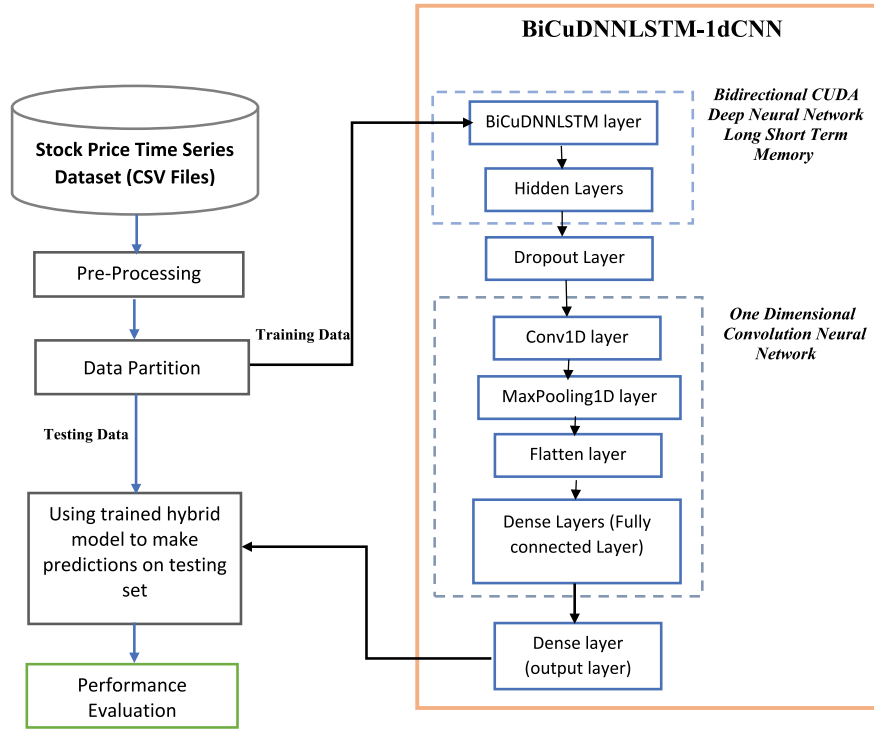 BiCuDNNLSTM-1dCNN
Stock Price Time Series
Dataset (CSV Files)
Pre-Processing
Data Partition
Training Data
Testing Data
Using trained hybrid
model to make
predictions on testing
set
Performance
Evaluation
BiCuDNNLSTM layer
Hidden Layers
Bidirectional CUDA
Deep Neural Network
Long Short Term
Memory
Dropout Layer
Conv1D layer
MaxPooling1D layer
Flatten layer
Dense Layers (Fully
connected Layer)
One Dimensional
Convolution Neural
Network
Dense layer
(output layer)